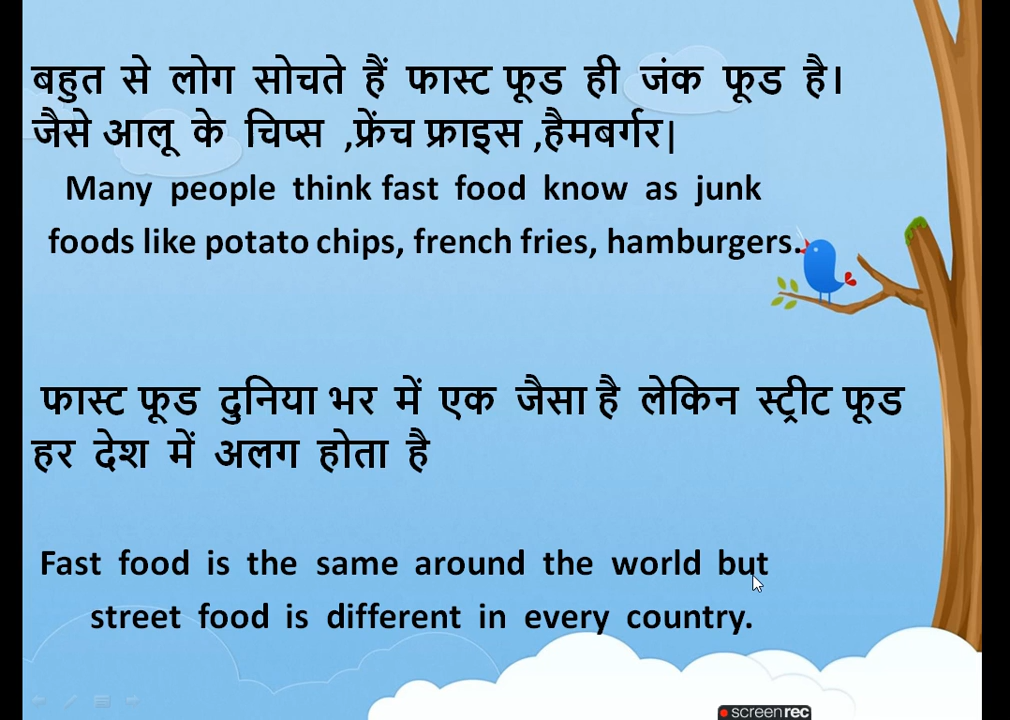 बहुत से लोग सोचते हैं फास्ट फूड ही जंक फूड है।
जैसे आलू के चिप्स ,फ्रेंच फ्राइस ,हैमबर्गर|
Many people think fast food know as junk
foods like potato chips, french fries, hamburgers.
फास्ट फूड दुनिया भर में एक जैसा है लेकिन स्ट्रीट फूड
हर देश में अलग होता है
Fast food is the same around the world but
street food is different in every country.
screenrec